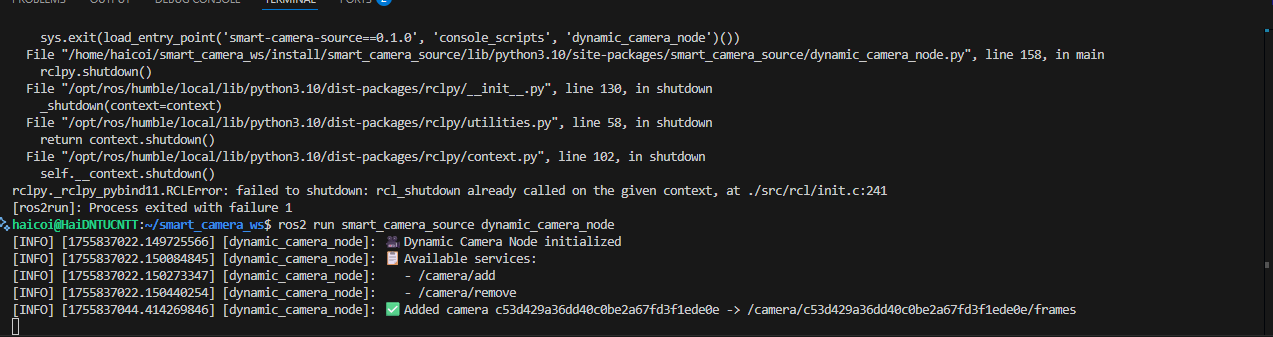 PROBLEMS OUTPUT DEBUG CONSOLE TERMINAL PORTS 2
sys.exit(load_entry_point('smart-camera-source==0.1.0', 'console_scripts', 'dynamic_camera_node')())
File "/home/haicoi/smart_camera_ws/install/smart_camera_source/lib/python3.10/site-packages/smart_camera_source/dynamic_camera_node.py", line 158, in main
rclpy.shutdown()
File "/opt/ros/humble/local/lib/python3.10/dist-packages/rclpy/__init__.py", line 130, in shutdown
_shutdown(context=context)
File "/opt/ros/humble/local/lib/python3.10/dist-packages/rclpy/utilities.py", line 58, in shutdown
return context.shutdown()
File "/opt/ros/humble/local/lib/python3.10/dist-packages/rclpy/context.py", line 102, in shutdown
self.__context.shutdown()
rclpy._rclpy_pybind11.RCLError: failed to shutdown: rcl_shutdown already called on the given context, at ./src/rcl/init.c:241
[ros2run]: Process exited with failure 1
haicoi@HaiDNTUCNTT:~/smart_camera_ws$ ros2 run smart_camera_source dynamic_camera_node
[INFO] [1755837022.149725566] [dynamic_camera_node]: 🎥 Dynamic Camera Node initialized
[INFO] [1755837022.150084845] [dynamic_camera_node]: 📋 Available services:
[INFO] [1755837022.150273347] [dynamic_camera_node]:    - /camera/add
[INFO] [1755837022.150440254] [dynamic_camera_node]:    - /camera/remove
[INFO] [1755837044.414269846] [dynamic_camera_node]: ✅ Added camera c53d429a36dd40c0be2a67fd3f1ede0e -> /camera/c53d429a36dd40c0be2a67fd3f1ede0e/frames